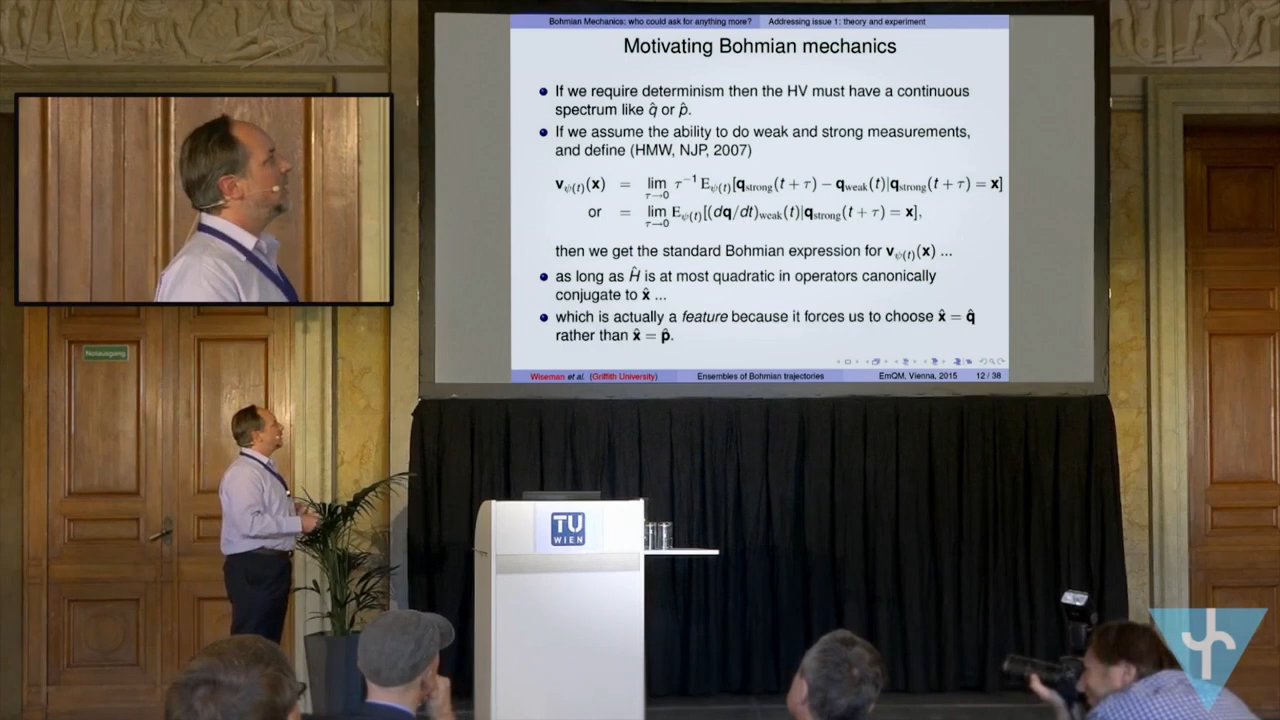 Bohmian Mechanics: who could ask for anything more? Addressing issue 1: theory and experiment
Motivating Bohmian mechanics
If we require determinism then the HV must have a continuous
spectrum like q̂ or p̂.
If we assume the ability to do weak and strong measurements,
and define (HMW, NJP, 2007)
v_ψ(t)(x) = lim_τ→0 τ⁻¹ E_ψ(t)[q_strong(t + τ) − q_weak(t)|q_strong(t + τ) = x]
or = lim_τ→0 E_ψ(t)[(dq/dt)_weak(t)|q_strong(t + τ) = x],
then we get the standard Bohmian expression for v_ψ(t)(x) ...
as long as Ĥ is at most quadratic in operators canonically
conjugate to x̂ ...
which is actually a feature because it forces us to choose x̂ = q̂
rather than x̂ = p̂.
Wiseman et al. (Griffith University) Ensembles of Bohmian trajectories EmQM, Vienna, 2015 12 / 38
Notausgang
TU
WIEN